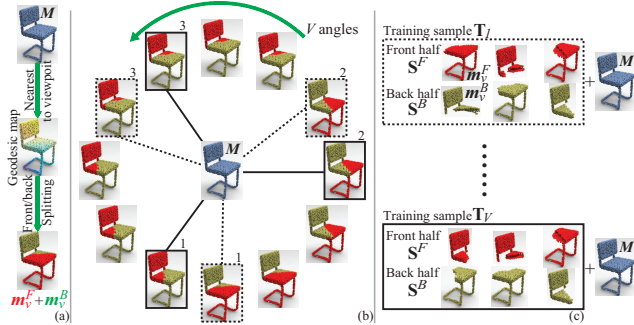 M
Nearest
to viewpoint
Geodesic map
Front/back
Splitting
m_v^F + m_v^B
(a)
V angles
3
3
2
M
2
1
1
(b)
Training sample T_1
Front half
S^F
m_v^F
M
Back half
S^B
m_v^B
Training sample T_V
Front half
S^F
M
Back half
S^B
(c)